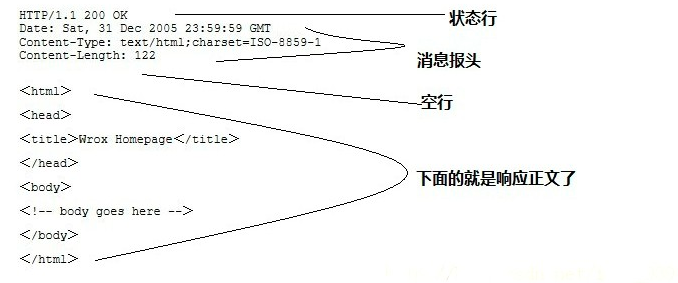 HTTP/1.1 200 OK
状态行
Date: Sat, 31 Dec 2005 23:59:59 GMT
Content-Type: text/html;charset=ISO-8859-1
Content-Length: 122
消息报头
空行
<html>
<head>
<title>Wrox Homepage</title>
</head>
<body>
下面的就是响应正文了
<!-- body goes here -->
</body>
</html>